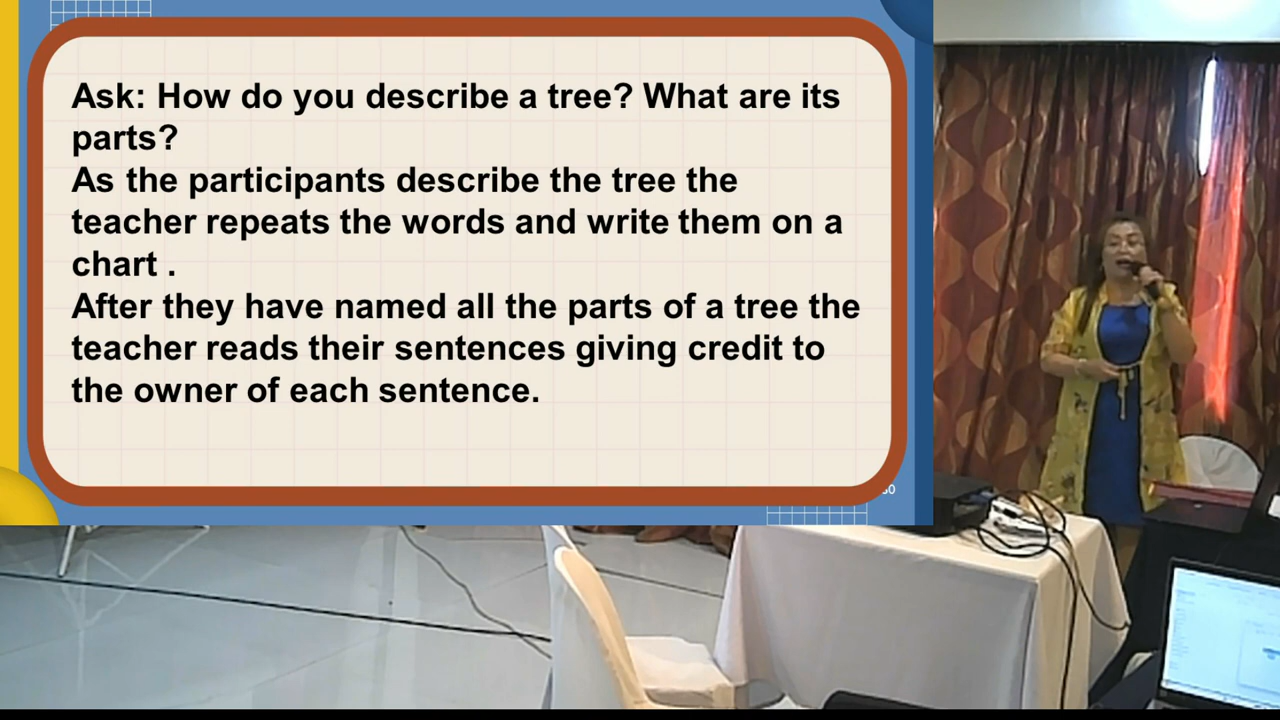 Ask: How do you describe a tree? What are its
parts?
As the participants describe the tree the
teacher repeats the words and write them on a
chart .
After they have named all the parts of a tree the
teacher reads their sentences giving credit to
the owner of each sentence.